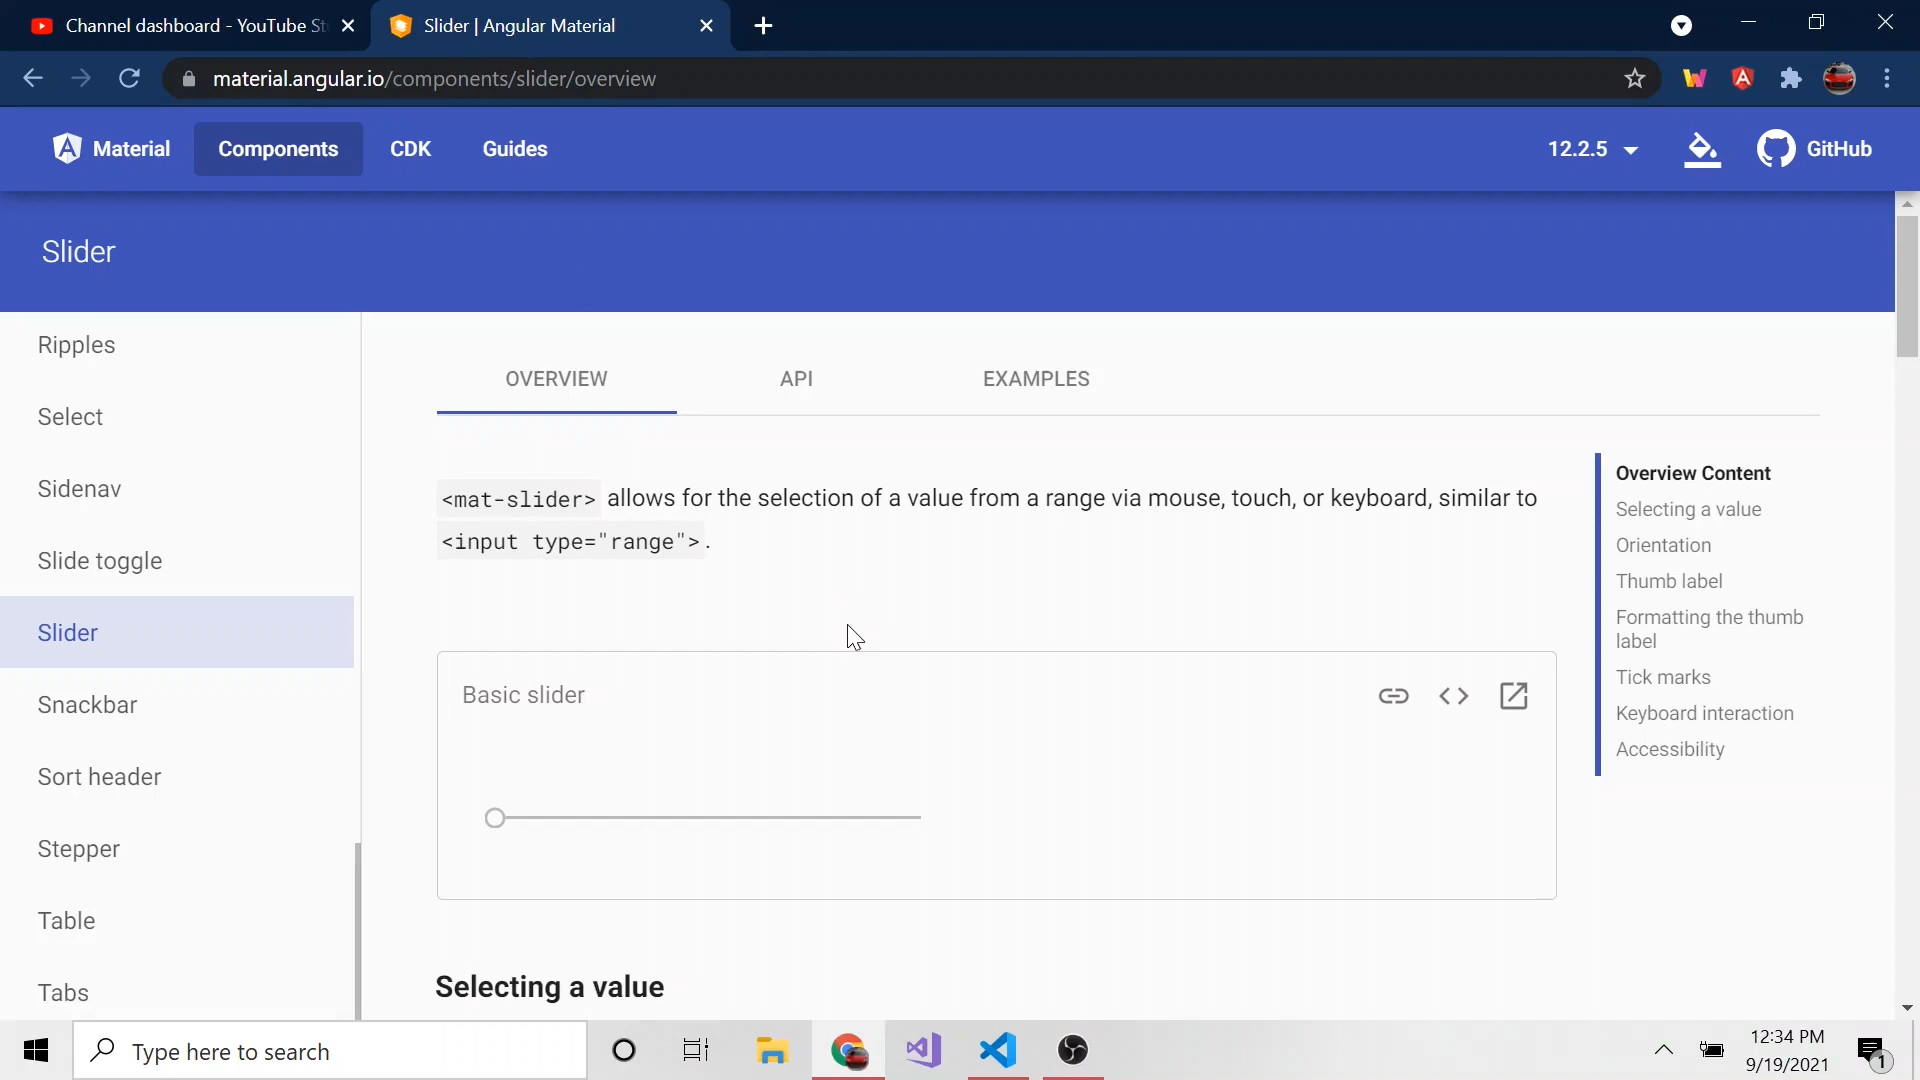 Channel dashboard - YouTube St
Slider | Angular Material
material.angular.io/components/slider/overview
Material
Components
CDK
Guides
12.2.5
GitHub
Slider
Ripples
Select
Sidenav
Slide toggle
Slider
Snackbar
Sort header
Stepper
Table
Tabs
OVERVIEW
API
EXAMPLES
<mat-slider> allows for the selection of a value from a range via mouse, touch, or keyboard, similar to
<input type="range">.
Basic slider
Selecting a value
Overview Content
Selecting a value
Orientation
Thumb label
Formatting the thumb
label
Tick marks
Keyboard interaction
Accessibility
Type here to search
12:34 PM
9/19/2021
1